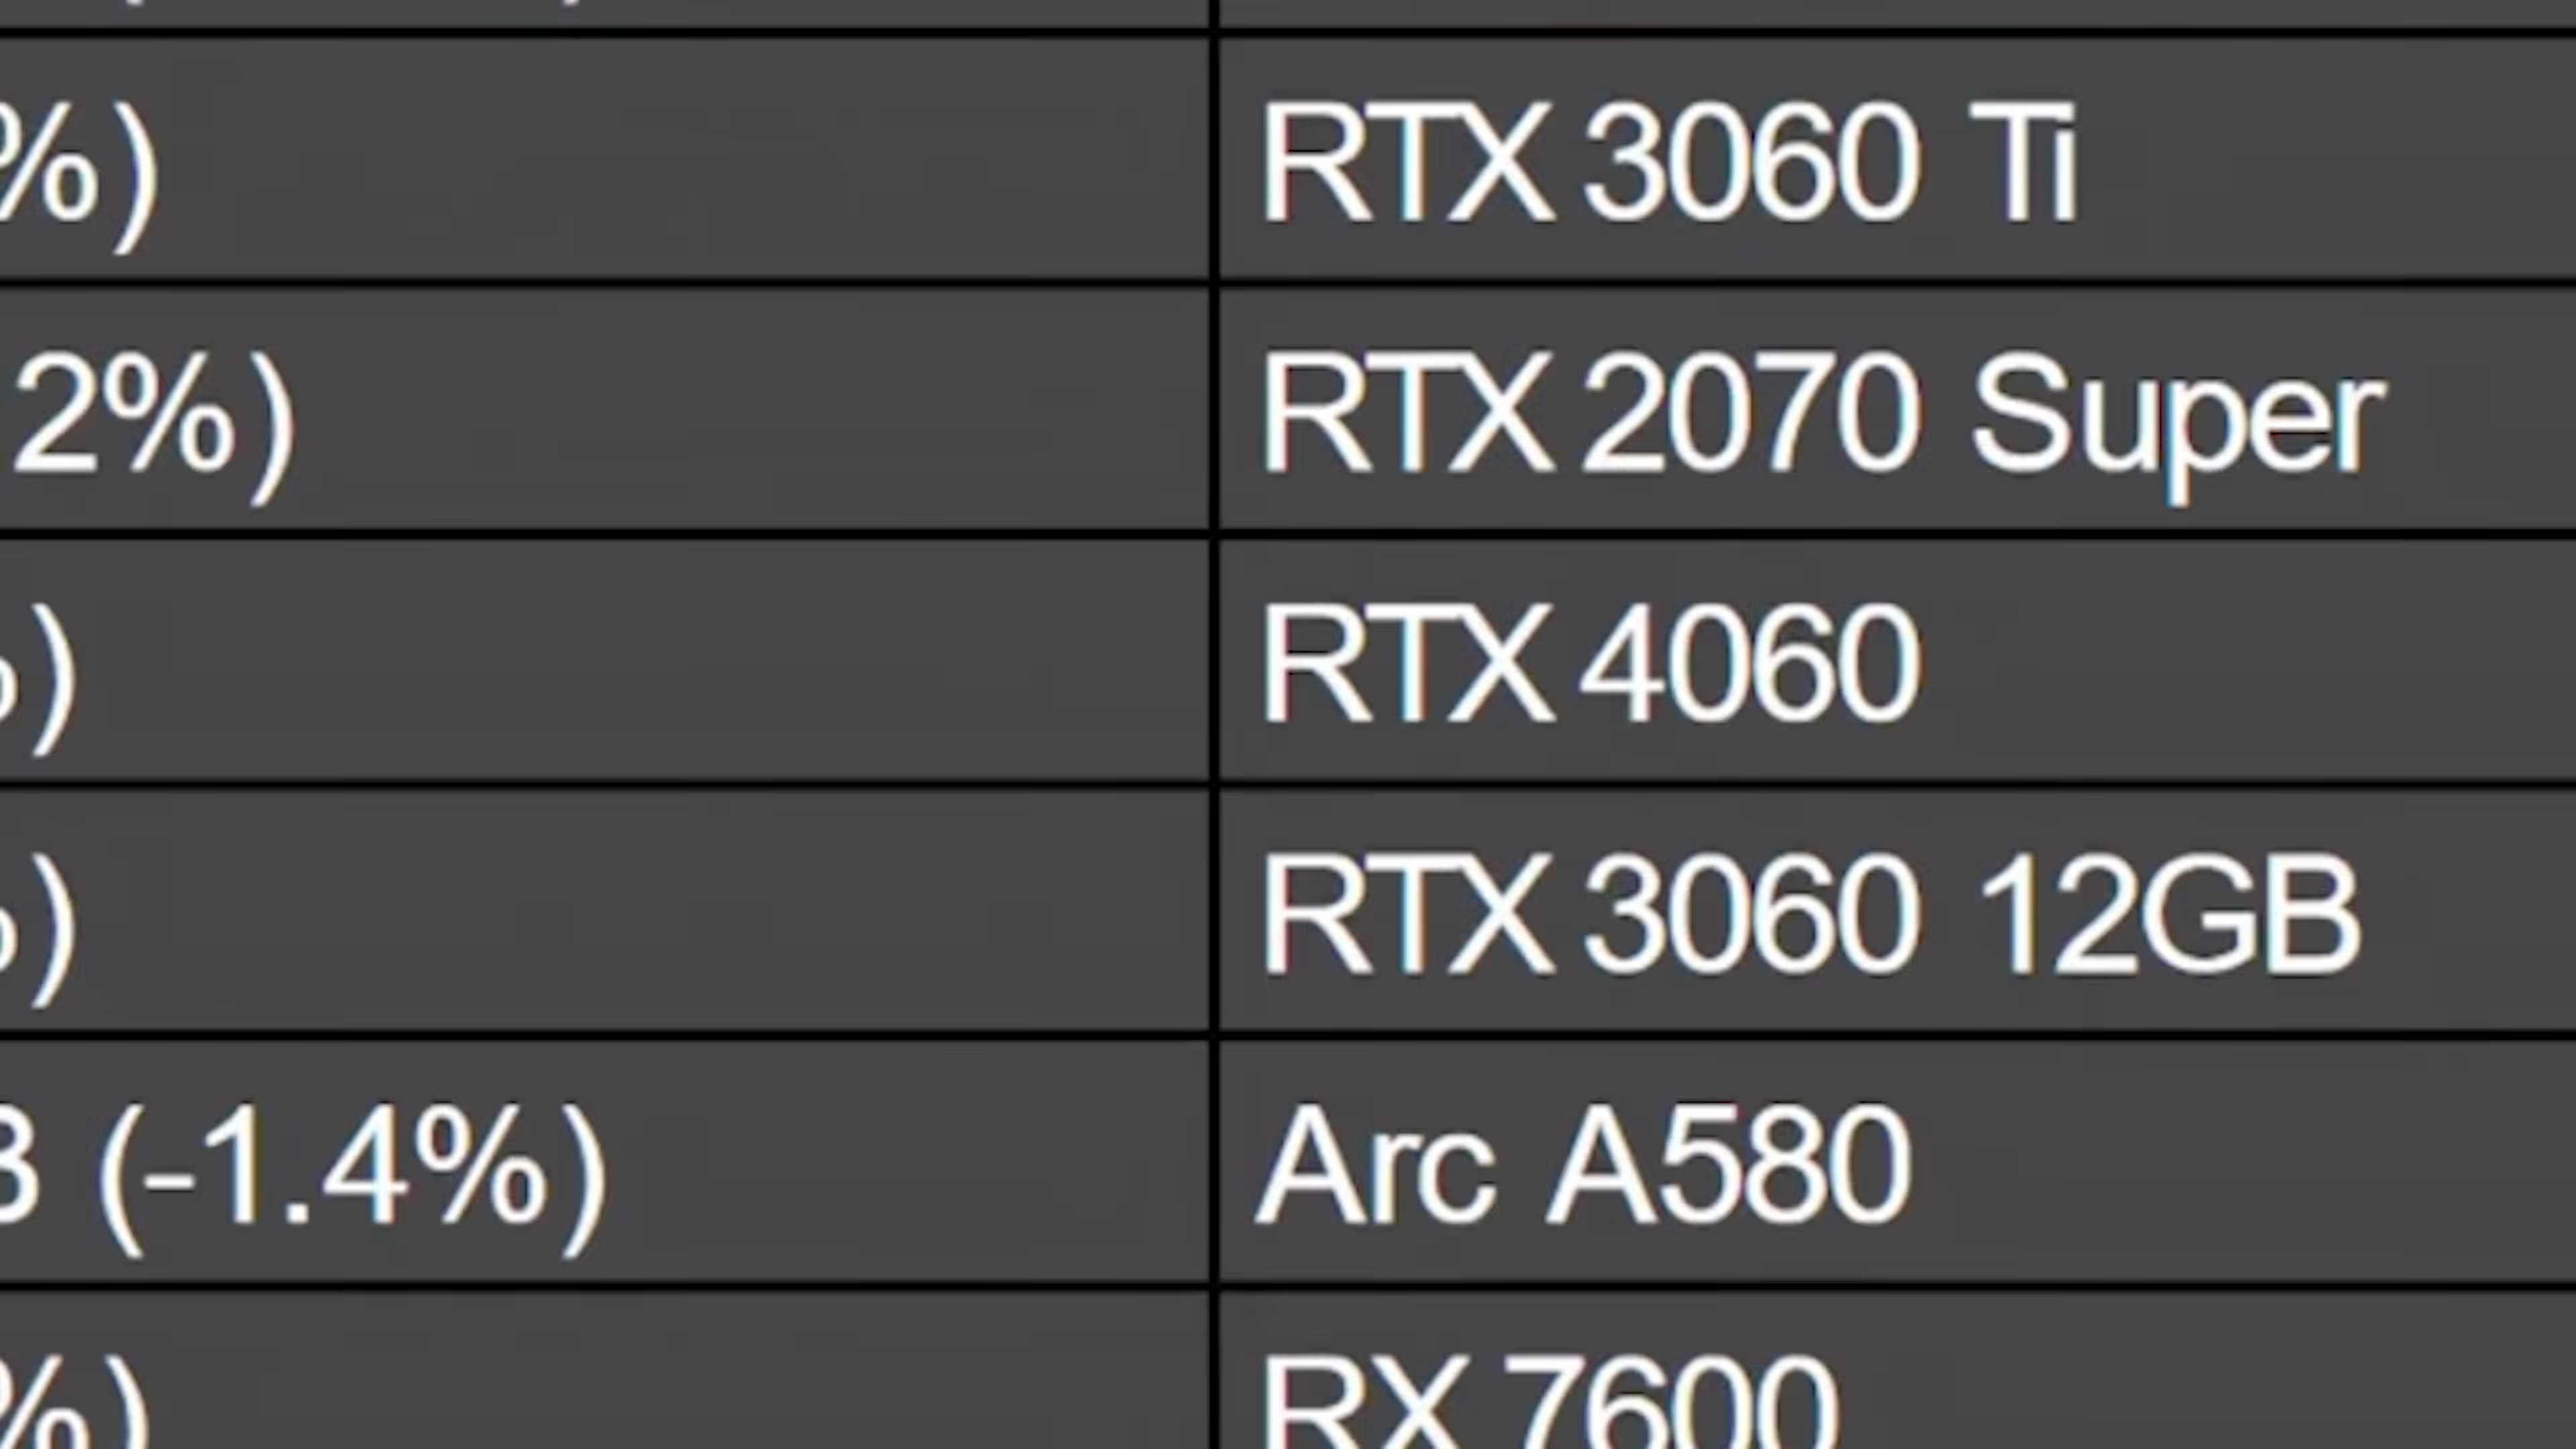 %) RTX 3060 Ti
2%) RTX 2070 Super
) RTX 4060
) RTX 3060 12GB
(-1.4%) Arc A580
%) RX 7600